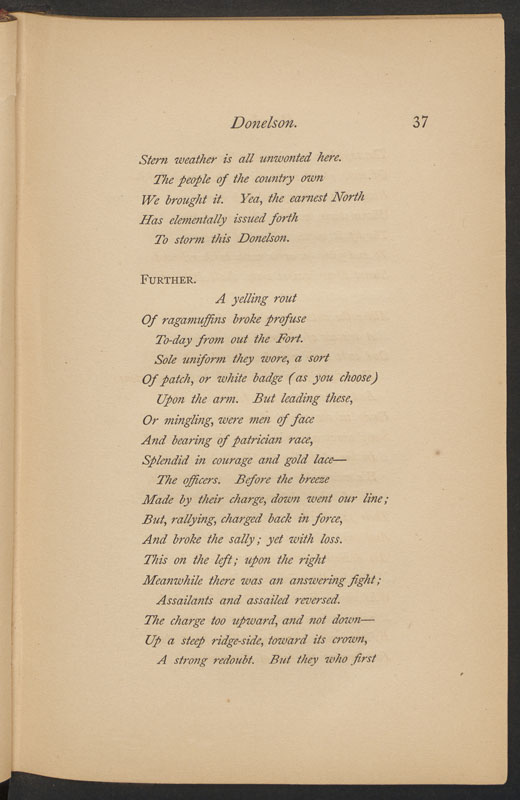 Donelson. 37
Stern weather is all unwonted here.
The people of the country own
We brought it. Yea, the earnest North
Has elementally issued forth
To storm this Donelson.
FURTHER.
A yelling rout
Of ragamuffins broke profuse
To-day from out the Fort.
Sole uniform they wore, a sort
Of patch, or white badge (as you choose)
Upon the arm. But leading these,
Or mingling, were men of face
And bearing of patrician race,
Splendid in courage and gold lace—
The officers. Before the breeze
Made by their charge, down went our line;
But, rallying, charged back in force,
And broke the sally; yet with loss.
This on the left; upon the right
Meanwhile there was an answering fight;
Assailants and assailed reversed.
The charge too upward, and not down—
Up a steep ridge-side, toward its crown,
A strong redoubt. But they who first